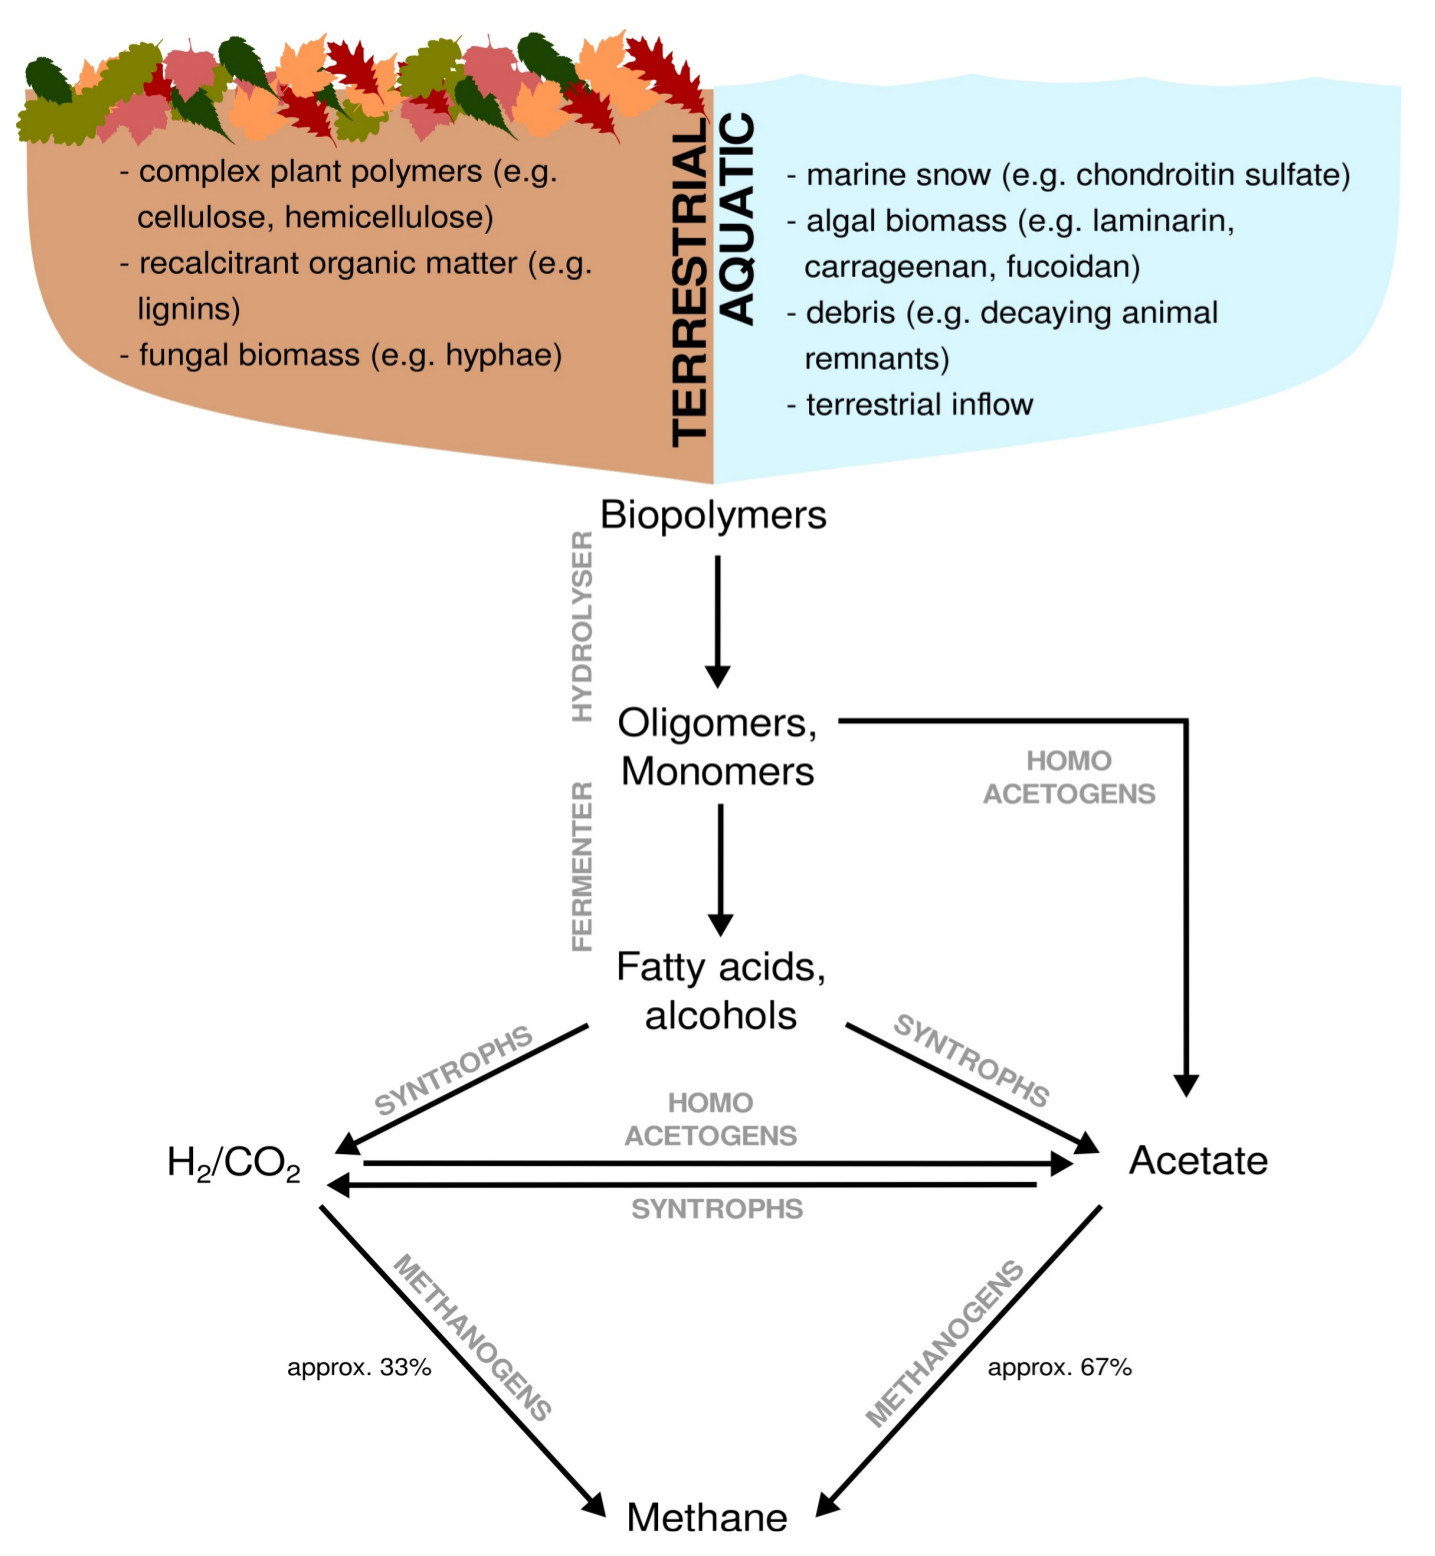 - complex plant polymers (e.g.
cellulose, hemicellulose)
- recalcitrant organic matter (e.g.
lignins)
- fungal biomass (e.g. hyphae)
TERRESTRIAL
AQUATIC
- marine snow (e.g. chondroitin sulfate)
- algal biomass (e.g. laminarin,
carrageenan, fucoidan)
- debris (e.g. decaying animal
remnants)
- terrestrial inflow
Biopolymers
HYDROLYSER
Oligomers,
Monomers
HOMO
ACETOGENS
FERMENTER
Fatty acids,
alcohols
SYNTROPHS
SYNTROPHS
HOMO
ACETOGENS
H₂/CO₂
Acetate
SYNTROPHS
METHANOGENS
METHANOGENS
approx. 33%
approx. 67%
Methane